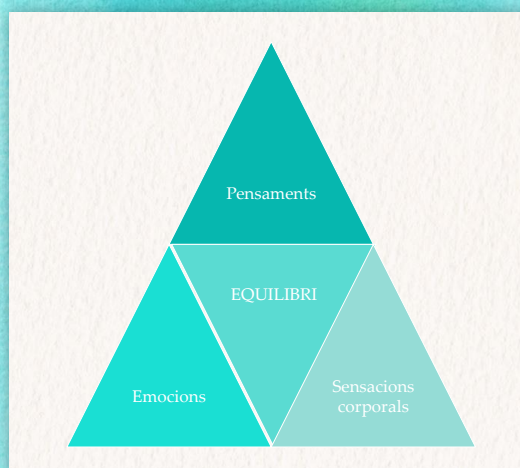 Pensaments
EQUILIBRI
Emocions
Sensacions
corporals